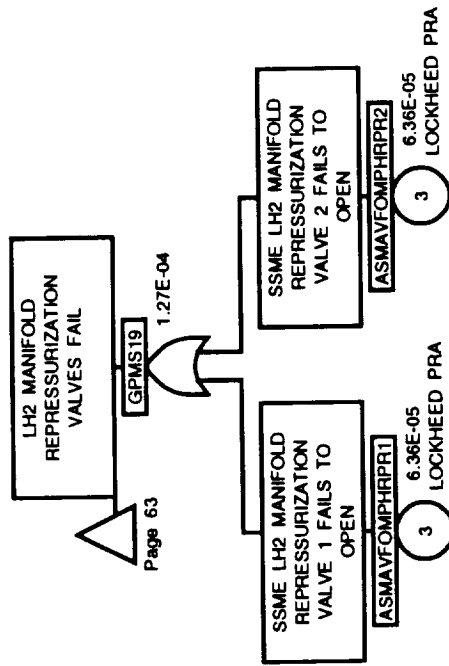 LH2 MANIFOLD
REPRESSURIZATION
VALVES FAIL
GPMS19
1.27E-04
Page 63
SSME LH2 MANIFOLD
REPRESSURIZATION
VALVE 1 FAILS TO
OPEN
ASMAVFOMPHRPR1
3
6.36E-05
LOCKHEED PRA
SSME LH2 MANIFOLD
REPRESSURIZATION
VALVE 2 FAILS TO
OPEN
ASMAVFOMPHRPR2
3
6.36E-05
LOCKHEED PRA